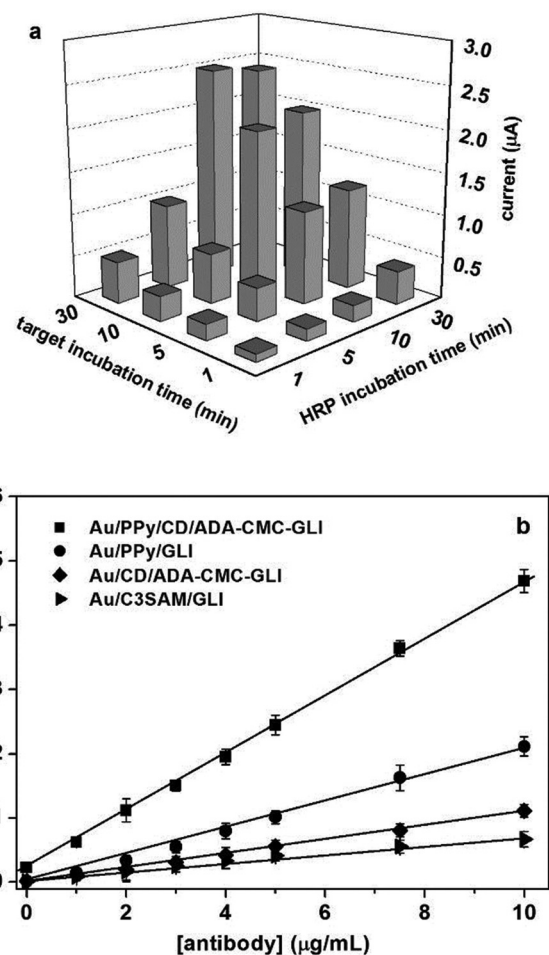 a
3.0
2.5
2.0
1.5
1.0
0.5
current (μA)
30
10
5
1
target incubation time (min)
1
5
10
30
HRP incubation time (min)
b
Au/PPy/CD/ADA-CMC-GLI
Au/PPy/GLI
Au/CD/ADA-CMC-GLI
Au/C3SAM/GLI
0
2
4
6
8
10
[antibody] (μg/mL)